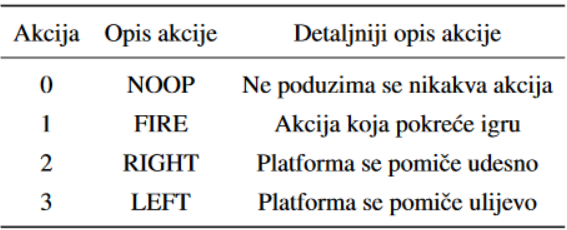 Akcija Opis akcije Detaljniji opis akcije
0 NOOP Ne poduzima se nikakva akcija
1 FIRE Akcija koja pokreće igru
2 RIGHT Platforma se pomiče udesno
3 LEFT Platforma se pomiče ulijevo